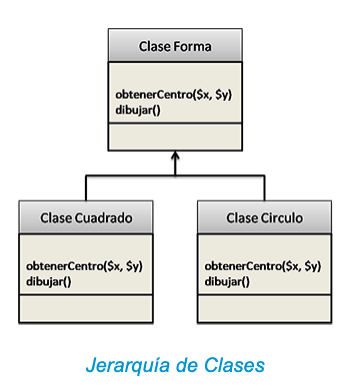 Clase Forma
obtenerCentro($x, $y)
dibujar()
Clase Cuadrado
obtenerCentro($x, $y)
dibujar()
Clase Circulo
obtenerCentro($x, $y)
dibujar()
Jerarquía de Clases